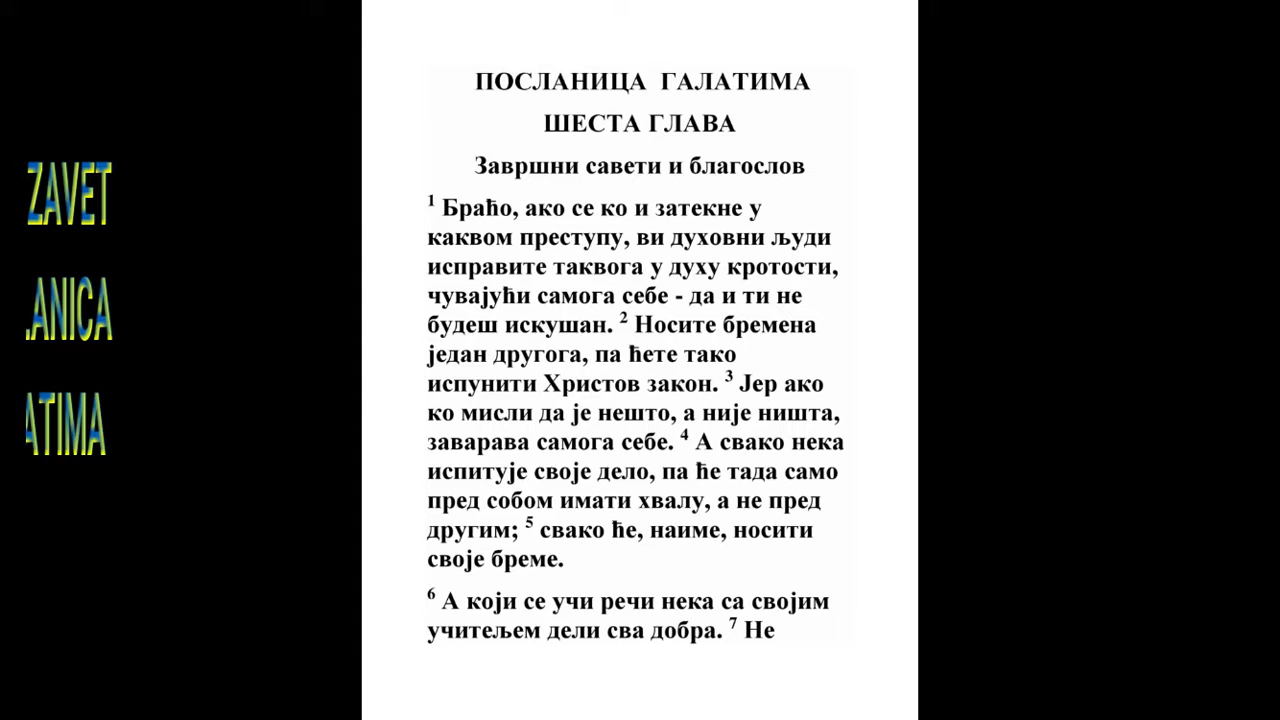 ZAVET
ANICA
ATIMA
ПОСЛАНИЦА ГАЛАТИМА
ШЕСТА ГЛАВА
Завршни савети и благослов
1 Браћо, ако се ко и затекне у
каквом преступу, ви духовни људи
исправите таквога у духу кротости,
чувајући самога себе - да и ти не
будеш искушан. 2 Носите бремена
један другога, па ћете тако
испунити Христов закон. 3 Јер ако
ко мисли да је нешто, а није ништа,
заварава самога себе. 4 А свако нека
испитује своје дело, па ће тада само
пред собом имати хвалу, а не пред
другим; 5 свако ће, наиме, носити
своје бреме.
6 А који се учи речи нека са својим
учитељем дели сва добра. 7 Не